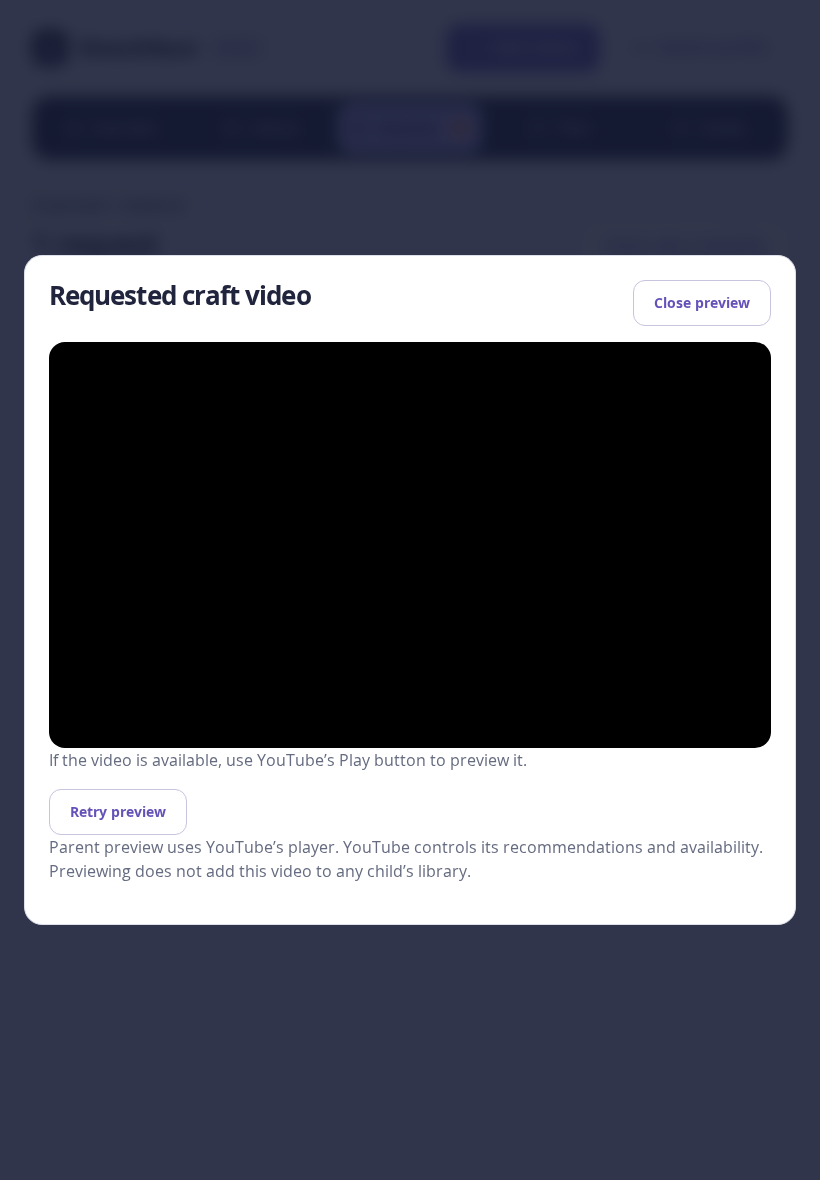 Requested craft video
Close preview
If the video is available, use YouTube’s Play button to preview it.
Retry preview
Parent preview uses YouTube’s player. YouTube controls its recommendations and availability.
Previewing does not add this video to any child’s library.